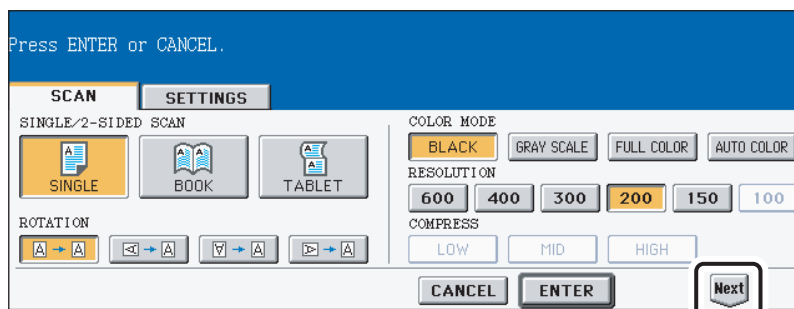 Press ENTER or CANCEL.
SCAN SETTINGS
SINGLE/2-SIDED SCAN
SINGLE BOOK TABLET
ROTATION
A → A A → A A → A A → A
COLOR MODE
BLACK GRAY SCALE FULL COLOR AUTO COLOR
RESOLUTION
600 400 300 200 150 100
COMPRESS
LOW MID HIGH
CANCEL ENTER Next